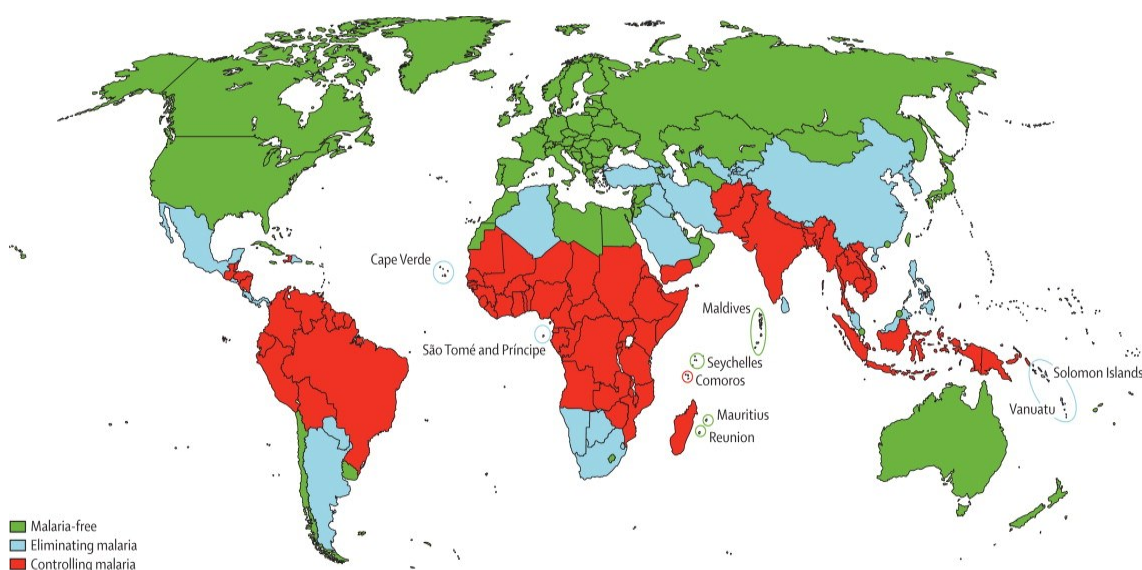 Cape Verde
São Tomé and Príncipe
Maldives
Seychelles
Comoros
Mauritius
Reunion
Solomon Islands
Vanuatu
Malaria-free
Eliminating malaria
Controlling malaria